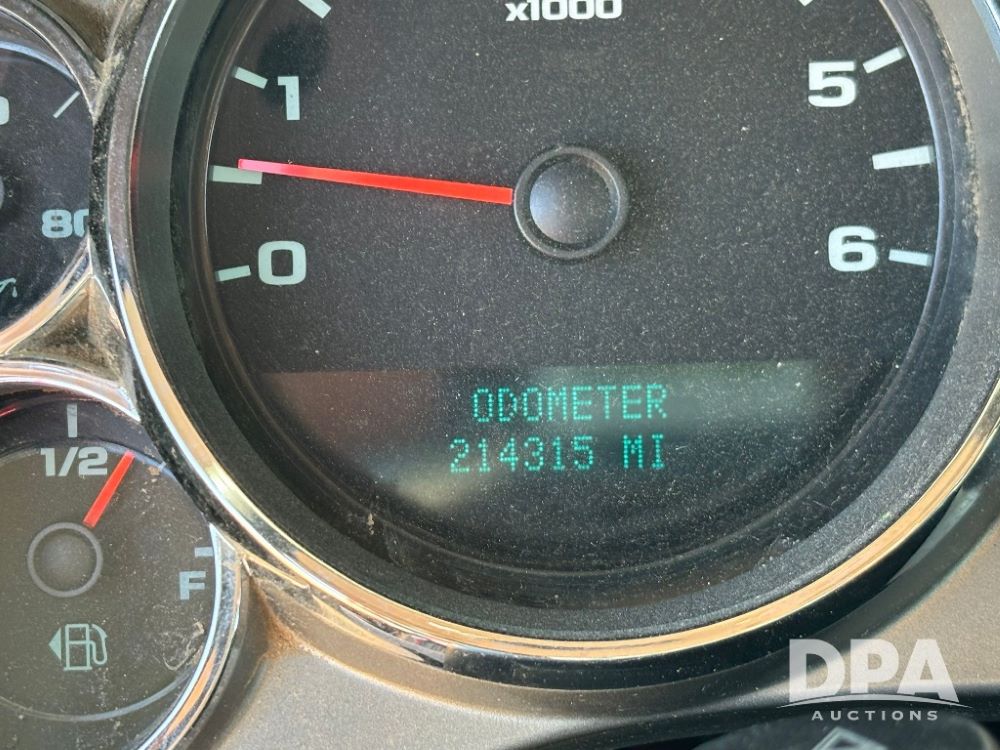 x1000
1
5
0
6
80
ODOMETER
214315 MI
1/2
F
DPA
AUCTIONS